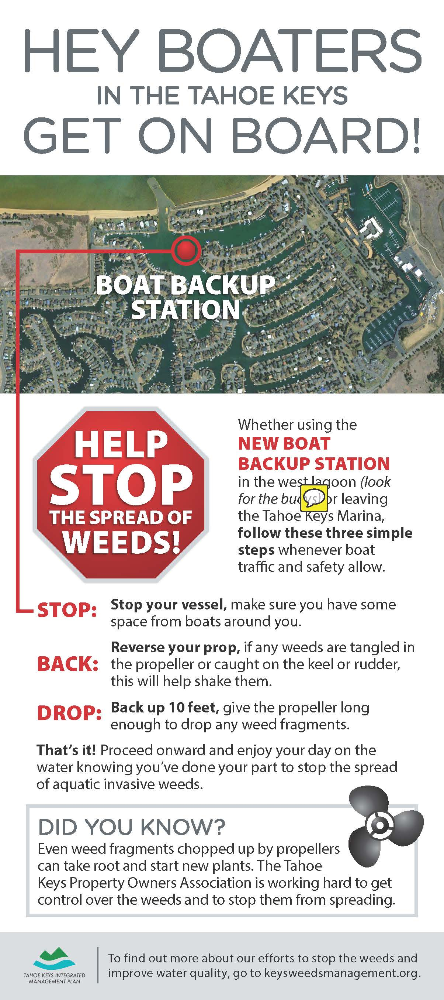 HEY BOATERS
IN THE TAHOE KEYS
GET ON BOARD!
BOAT BACKUP
STATION
HELP
STOP
THE SPREAD OF
WEEDS!
Whether using the
NEW BOAT
BACKUP STATION
in the west lagoon (look
for the buoys) or leaving
the Tahoe Keys Marina,
follow these three simple
steps whenever boat
traffic and safety allow.
STOP: Stop your vessel, make sure you have some
space from boats around you.
BACK: Reverse your prop, if any weeds are tangled in
the propeller or caught on the keel or rudder,
this will help shake them.
DROP: Back up 10 feet, give the propeller long
enough to drop any weed fragments.
That's it! Proceed onward and enjoy your day on the
water knowing you've done your part to stop the spread
of aquatic invasive weeds.
DID YOU KNOW?
Even weed fragments chopped up by propellers
can take root and start new plants. The Tahoe
Keys Property Owners Association is working hard to get
control over the weeds and to stop them from spreading.
TAHOE KEYS INTEGRATED
MANAGEMENT PLAN
To find out more about our efforts to stop the weeds and
improve water quality, go to keysweedsmanagement.org.